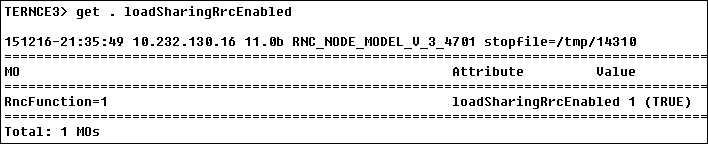 TERNCE3> get . loadSharingRrcEnabled
151216-21:35:49 10.232.130.16 11.0b RNC_NODE_MODEL_V_3_4701 stopfile=/tmp/14310
===================================================================================
MO Attribute Value
===================================================================================
RncFunction=1 loadSharingRrcEnabled 1 (TRUE)
===================================================================================
Total: 1 MOs